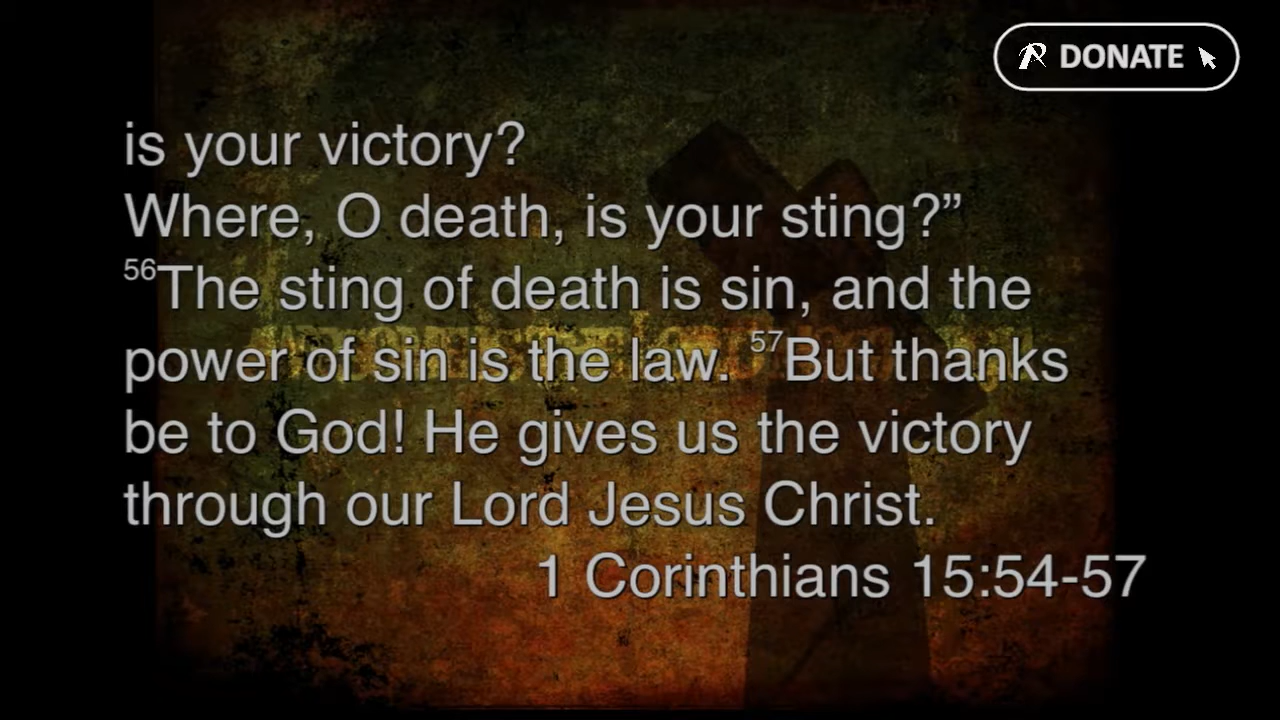 DONATE
is your victory?
Where, O death, is your sting?”
⁵⁶The sting of death is sin, and the
power of sin is the law. ⁵⁷But thanks
be to God! He gives us the victory
through our Lord Jesus Christ.
1 Corinthians 15:54-57